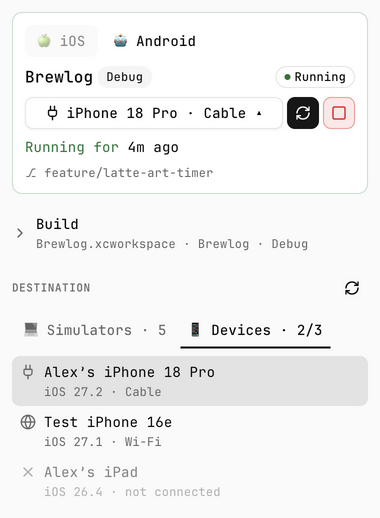 iOS Android
Brewlog Debug Running
iPhone 18 Pro · Cable
Running for 4m ago
feature/latte-art-timer
Build
Brewlog.xcworkspace · Brewlog · Debug
DESTINATION
Simulators · 5 Devices · 2/3
Alex’s iPhone 18 Pro
iOS 27.2 · Cable
Test iPhone 16e
iOS 27.1 · Wi-Fi
Alex’s iPad
iOS 26.4 · not connected